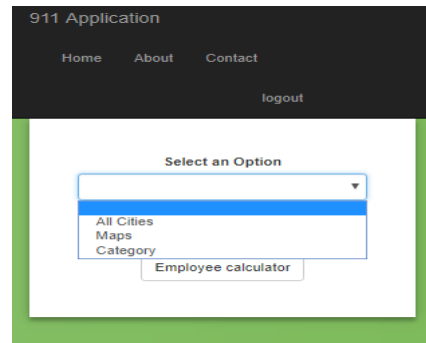 911 Application
Home About Contact
logout
Select an Option
All Cities
Maps
Category
Employee calculator